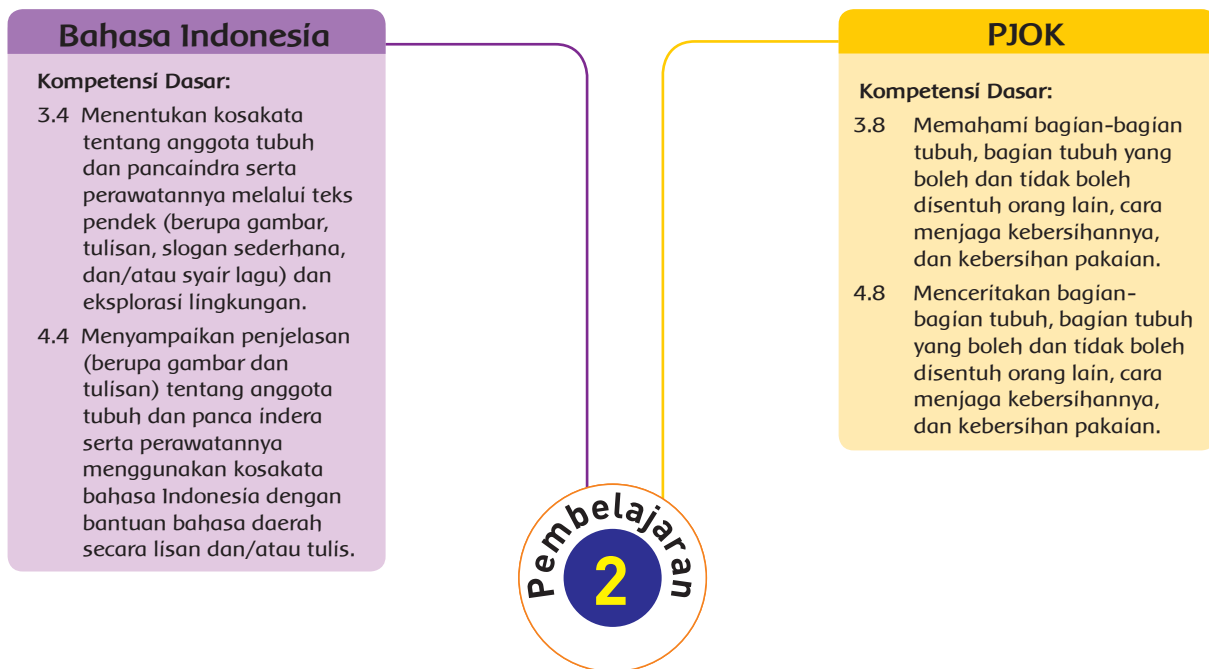 Bahasa Indonesia
Kompetensi Dasar:
3.4 Menentukan kosakata
tentang anggota tubuh
dan pancaindra serta
perawatannya melalui teks
pendek (berupa gambar,
tulisan, slogan sederhana,
dan/atau syair lagu) dan
eksplorasi lingkungan.
4.4 Menyampaikan penjelasan
(berupa gambar dan
tulisan) tentang anggota
tubuh dan panca indera
serta perawatannya
menggunakan kosakata
bahasa Indonesia dengan
bantuan bahasa daerah
secara lisan dan/atau tulis.
PJOK
Kompetensi Dasar:
3.8 Memahami bagian-bagian
tubuh, bagian tubuh yang
boleh dan tidak boleh
disentuh orang lain, cara
menjaga kebersihannya,
dan kebersihan pakaian.
4.8 Menceritakan bagian-
bagian tubuh, bagian tubuh
yang boleh dan tidak boleh
disentuh orang lain, cara
menjaga kebersihannya,
dan kebersihan pakaian.
Pembelajaran
2